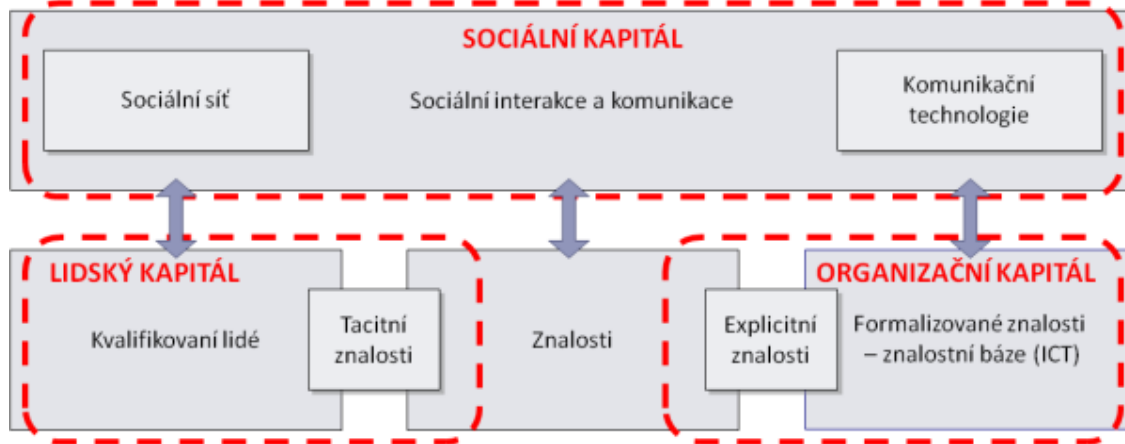 SOCIÁLNÍ KAPITÁL
Sociální síť
Sociální interakce a komunikace
Komunikační
technologie
LIDSKÝ KAPITÁL
Kvalifikovaní lidé
Tacitní
znalosti
Znalosti
Explicitní
znalosti
ORGANIZAČNÍ KAPITÁL
Formalizované znalosti
– znalostní báze (ICT)